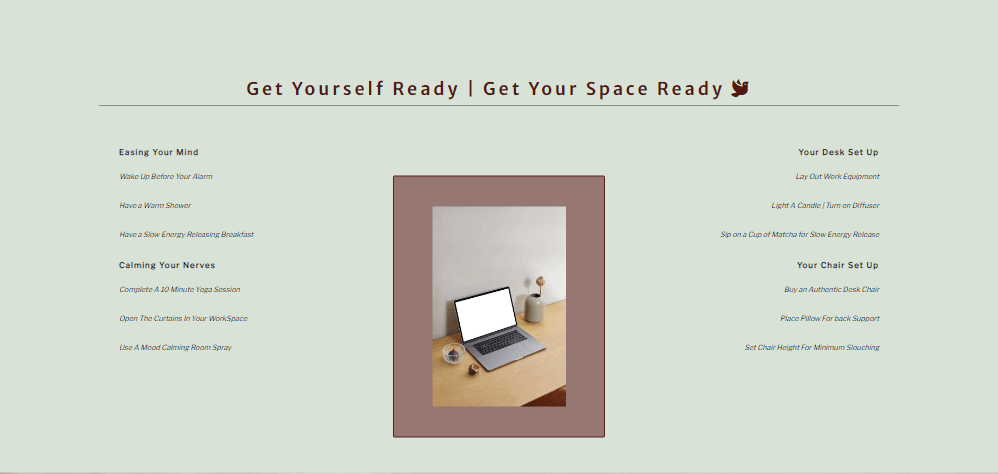 Get Yourself Ready | Get Your Space Ready
Easing Your Mind
Wake Up Before Your Alarm
Have a Warm Shower
Have a Slow Energy Releasing Breakfast
Calming Your Nerves
Complete A 10 Minute Yoga Session
Open The Curtains In Your WorkSpace
Use A Mood Calming Room Spray
Your Desk Set Up
Lay Out Work Equipment
Light A Candle | Turn on Diffuser
Sip on a Cup of Matcha for Slow Energy Release
Your Chair Set Up
Buy an Authentic Desk Chair
Place Pillow For back Support
Set Chair Height For Minimum Slouching